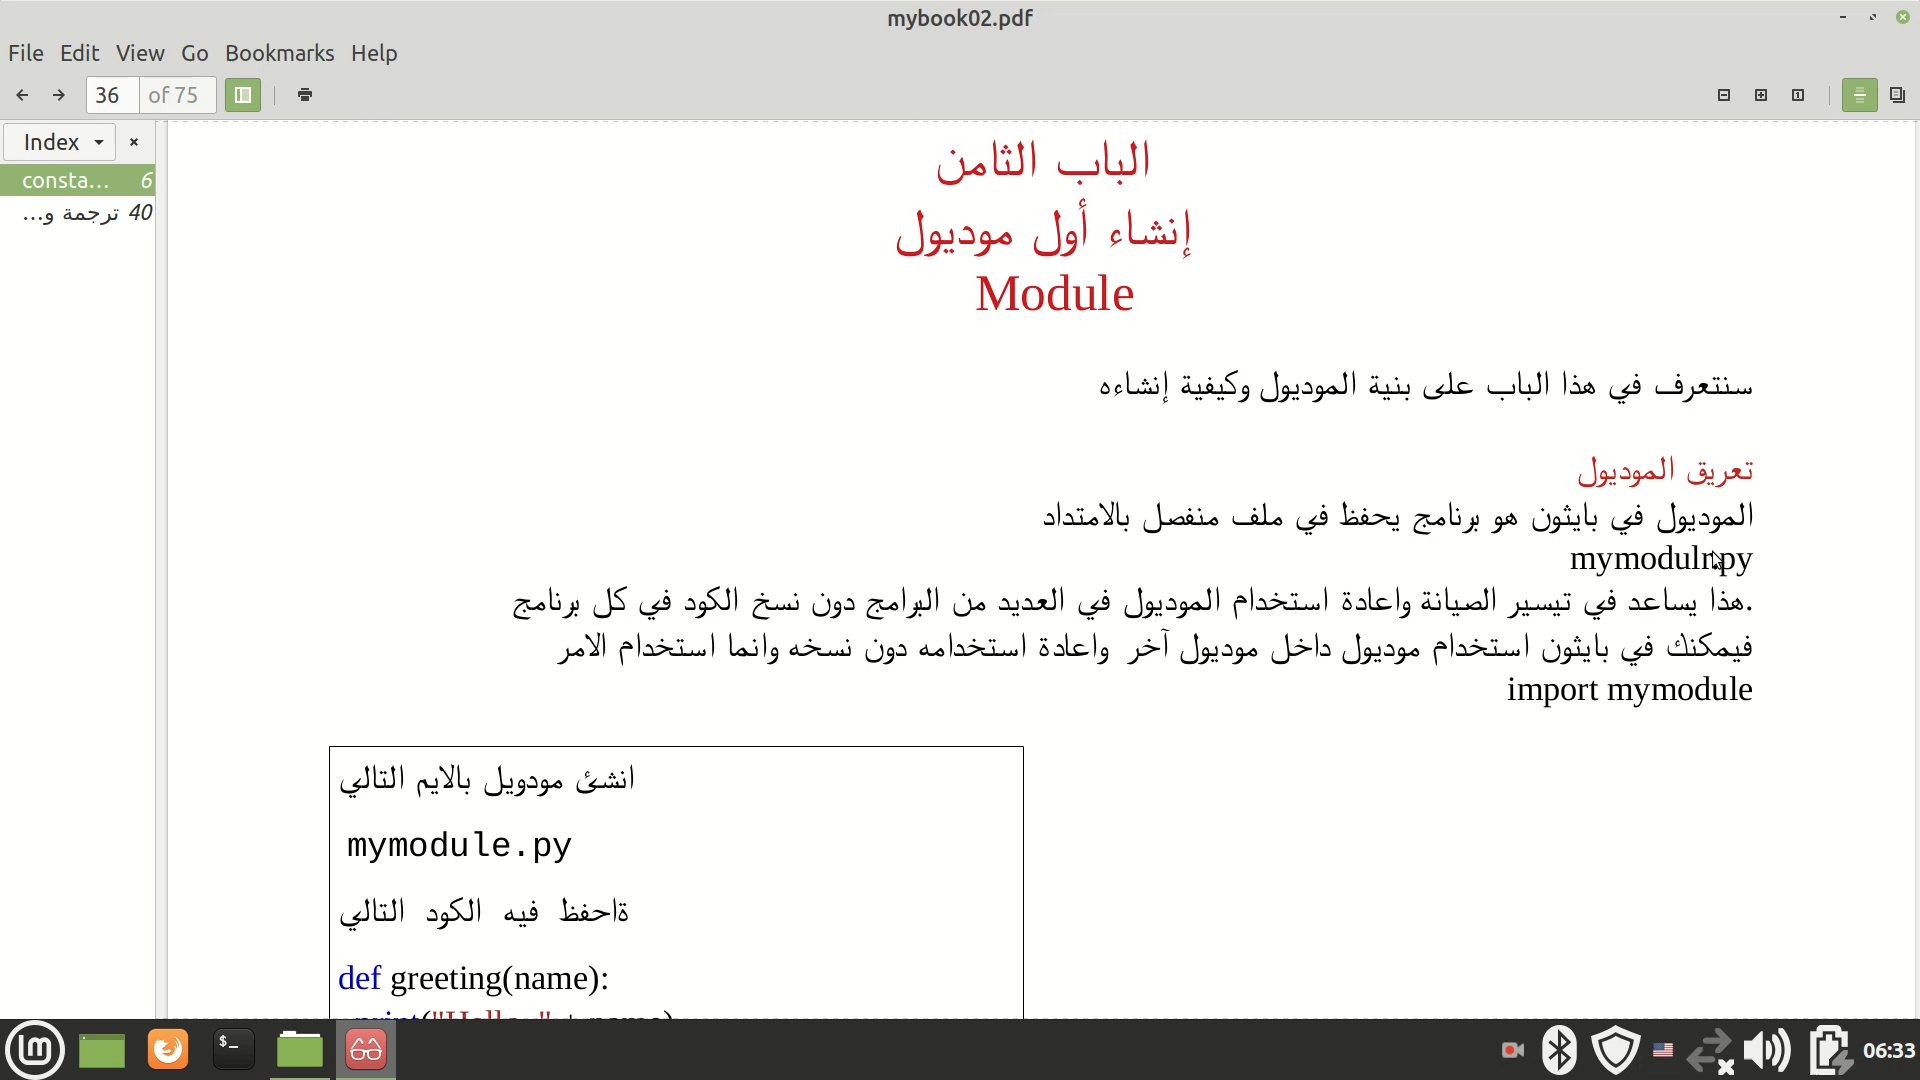 mybook02.pdf
File Edit View Go Bookmarks Help
36 of 75
Index
consta... 6
ترجمة و... 40
الباب الثامن
إنشاء أول موديول
Module
سنتعرف في هذا الباب على بنية الموديول وكيفية إنشاءه
تعريق الموديول
الموديول في بايثون هو برنامج يحفظ في ملف منفصل بالامتداد
.هذا يساعد في تيسير الصيانة واعادة استخدام الموديول في العديد من البرامج دون نسخ الكود في كل برنامج
فيمكنك في بايثون استخدام موديول داخل موديول آخر واعادة استخدامه دون نسخه وانما استخدام الامر
import mymodule
انشئ مودويل بالايم التالي
mymodule.py
ةاحفظ فيه الكود التالي
def greeting(name):
print("Hello, " + name)
$_
06:33